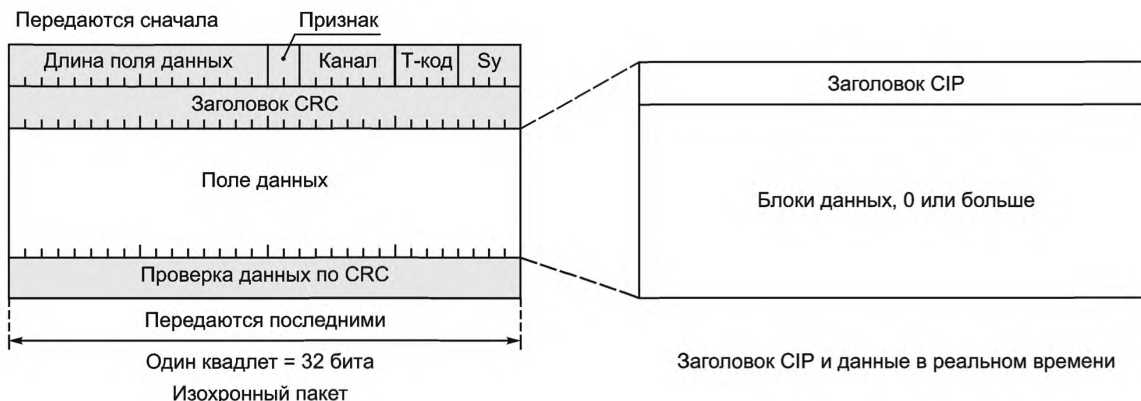 Передаются сначала
Признак
Длина поля данных
Канал
Т-код
Sy
Заголовок CRC
Поле данных
Проверка данных по CRC
Передаются последними
Один квадлет = 32 бита
Изохронный пакет
Заголовок CIP
Блоки данных, 0 или больше
Заголовок CIP и данные в реальном времени